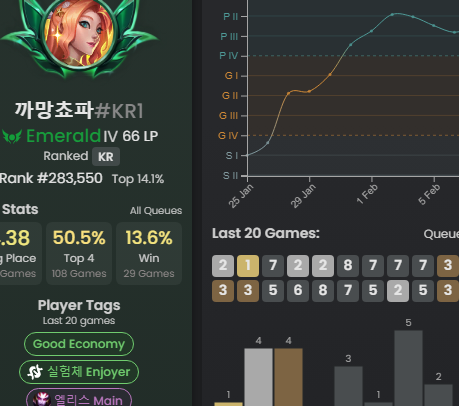 까망쵸파#KR1
Emerald IV 66 LP
Ranked KR
Rank #283,550 Top 14.1%
Stats All Queues
.38 50.5% 13.6%
Place Top 4 Win
Games 108 Games 29 Games
Player Tags
Last 20 games
Good Economy
실험체 Enjoyer
엘리스 Main
P II
P III
P IV
G I
G II
G III
G IV
S I
S II
25 Jan 29 Jan 1 Feb 5 Feb
Last 20 Games: Queue
2 1 7 2 2 8 7 7 7 3
3 3 5 6 8 7 5 2 5 3
1 4 4 3 1 5 2